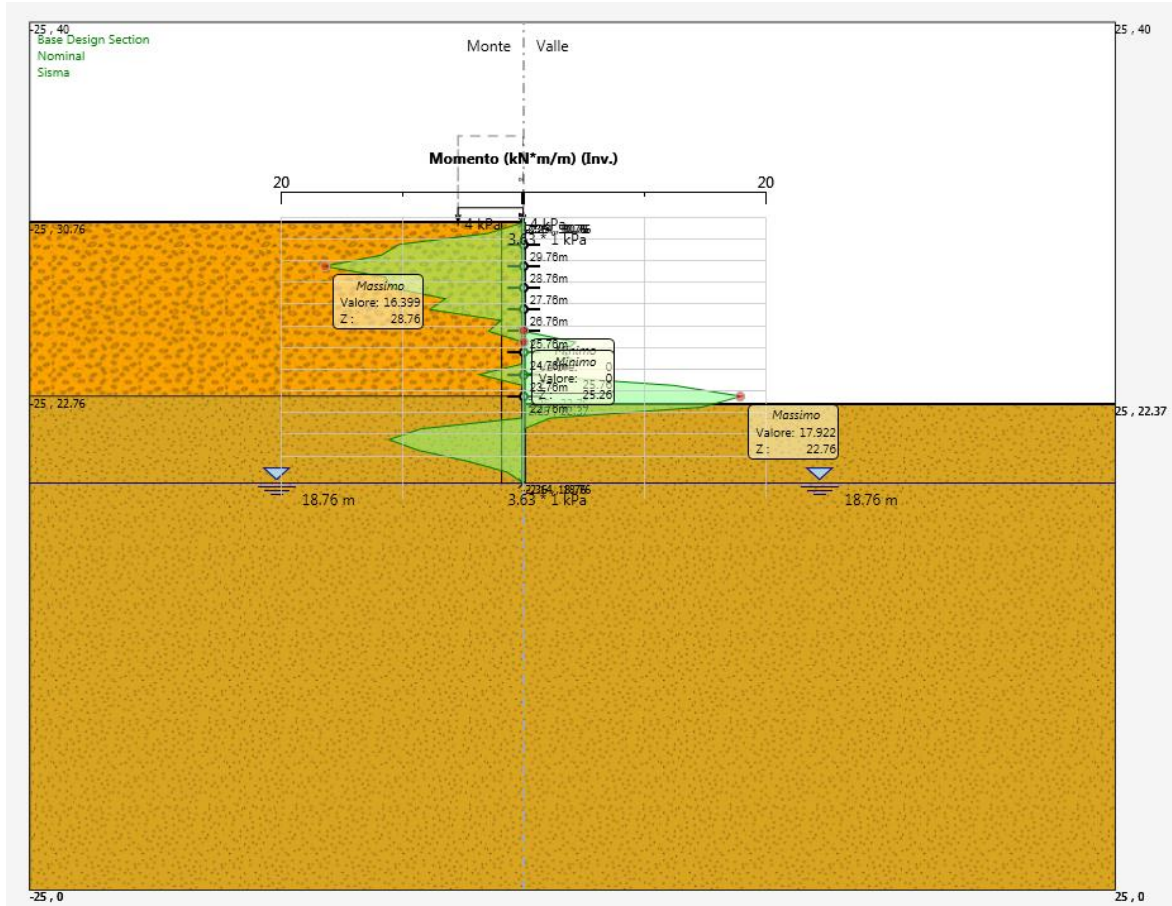 -25 , 40
25 , 40
Base Design Section
Nominal
Sisma
Monte
Valle
Momento (kN*m/m) (Inv.)
20
20
4 kPa
4 kPa
-25 , 30.76
3.63 * 1 kPa
29.76m
28.76m
27.76m
26.76m
25.76m
24.76m
23.76m
22.76m
Massimo
Valore: 16.399
Z : 28.76
Minimo
Minimo
Valore: 0
Z : 25.26
25.76
-25 , 22.76
25 , 22.37
Massimo
Valore: 17.922
Z : 22.76
18.76 m
3.63 * 1 kPa
18.76 m
-25 , 0
25 , 0